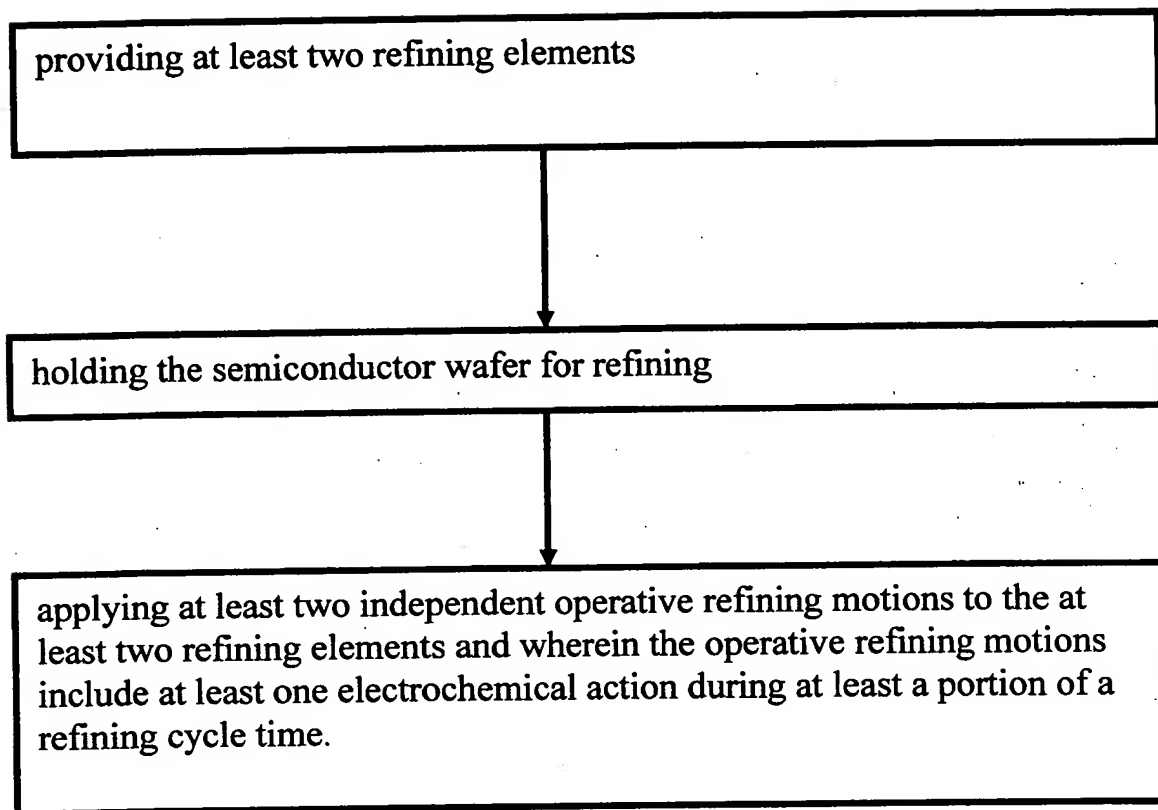 providing at least two refining elements
holding the semiconductor wafer for refining
applying at least two independent operative refining motions to the at
least two refining elements and wherein the operative refining motions
include at least one electrochemical action during at least a portion of a
refining cycle time.